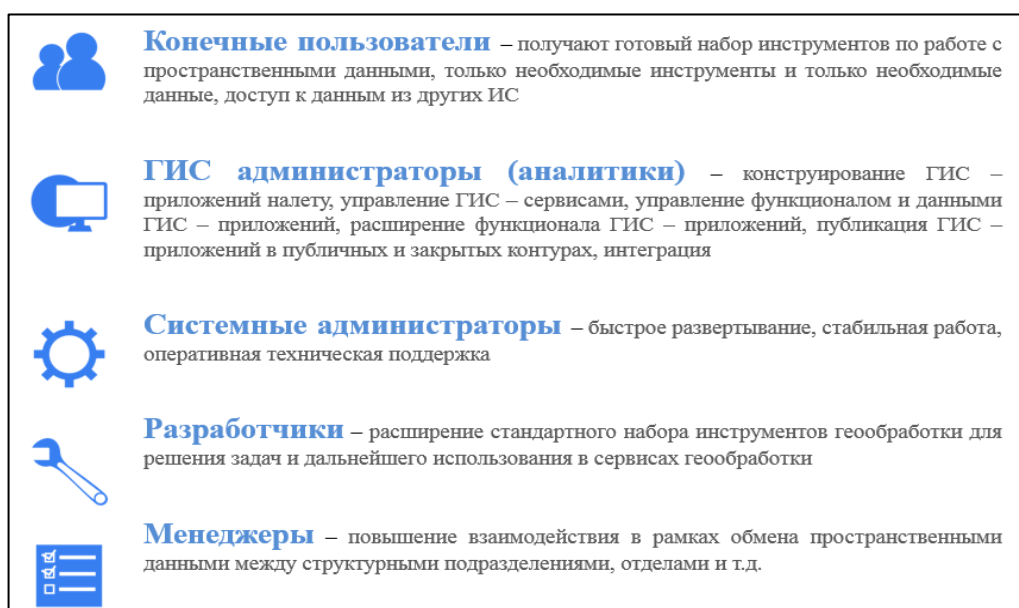 Конечные пользователи – получают готовый набор инструментов по работе с
пространственными данными, только необходимые инструменты и только необходимые
данные, доступ к данным из других ИС
ГИС администраторы (аналитики) – конструирование ГИС –
приложений налету, управление ГИС – сервисами, управление функционалом и данными
ГИС – приложений, расширение функционала ГИС – приложений, публикация ГИС –
приложений в публичных и закрытых контурах, интеграция
Системные администраторы – быстрое развертывание, стабильная работа,
оперативная техническая поддержка
Разработчики – расширение стандартного набора инструментов геообработки для
решения задач и дальнейшего использования в сервисах геообработки
Менеджеры – повышение взаимодействия в рамках обмена пространственными
данными между структурными подразделениями, отделами и т.д.